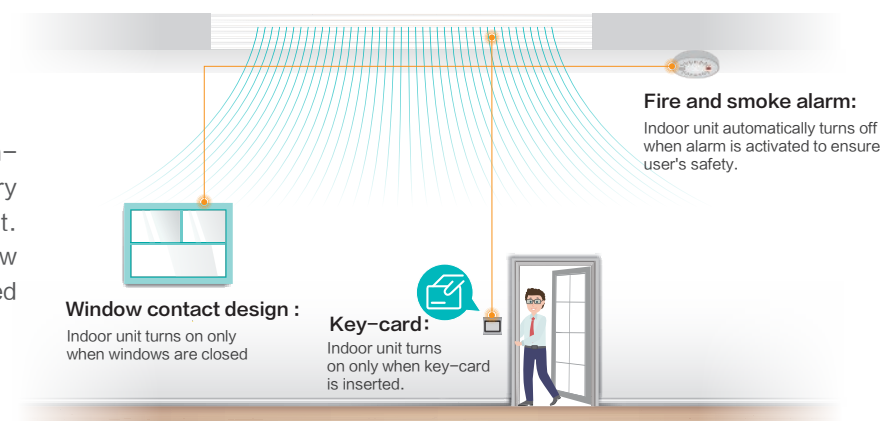 Fire and smoke alarm:
Indoor unit automatically turns off
when alarm is activated to ensure
user's safety.
ry
t.
w
ed
Window contact design :
Indoor unit turns on only
when windows are closed
Key-card:
Indoor unit turns
on only when key-card
is inserted.